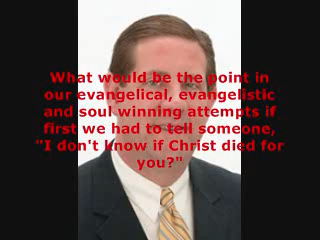 What would be the point in
our evangelical, evangelistic
and soul winning attempts if
first we had to tell someone,
"I don't know if Christ died for
you?"